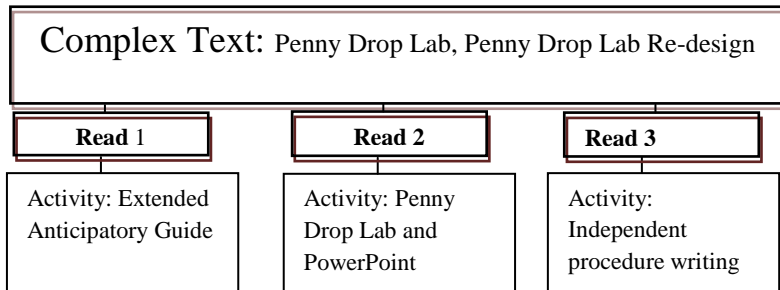 Complex Text: Penny Drop Lab, Penny Drop Lab Re-design
Read 1
Read 2
Read 3
Activity: Extended
Anticipatory Guide
Activity: Penny
Drop Lab and
PowerPoint
Activity:
Independent
procedure writing